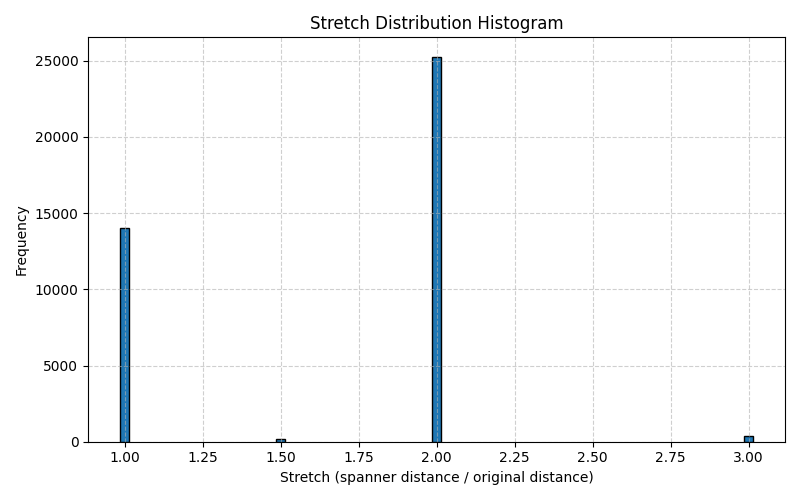 Stretch Distribution Histogram
Frequency
25000
20000
15000
10000
5000
0
1.00 1.25 1.50 1.75 2.00 2.25 2.50 2.75 3.00
Stretch (spanner distance / original distance)